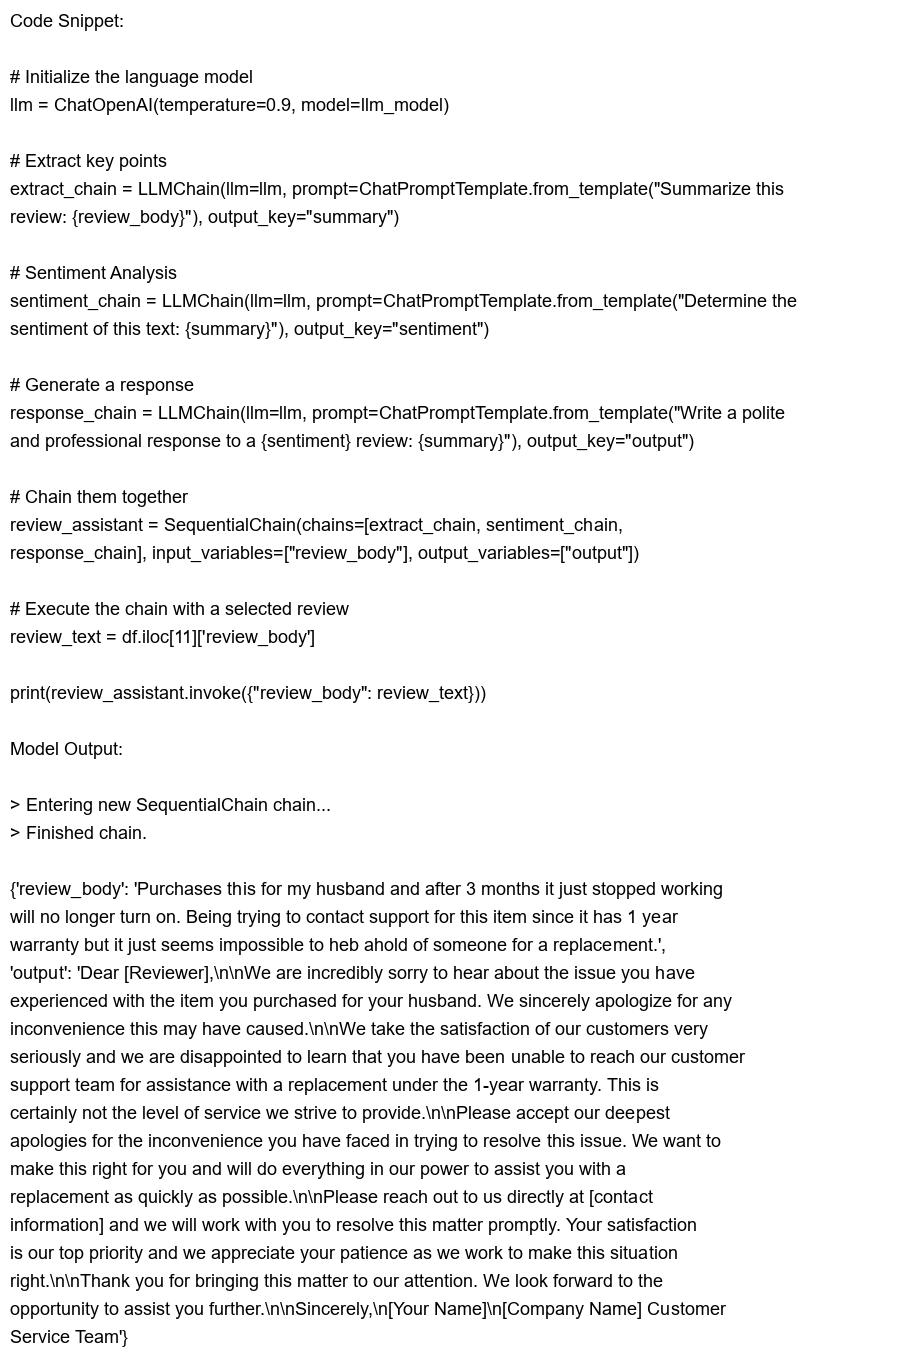 Code Snippet:
# Initialize the language model
llm = ChatOpenAI(temperature=0.9, model=llm_model)
# Extract key points
extract_chain = LLMChain(llm=llm, prompt=ChatPromptTemplate.from_template("Summarize this
review: {review_body}"), output_key="summary")
# Sentiment Analysis
sentiment_chain = LLMChain(llm=llm, prompt=ChatPromptTemplate.from_template("Determine the
sentiment of this text: {summary}"), output_key="sentiment")
# Generate a response
response_chain = LLMChain(llm=llm, prompt=ChatPromptTemplate.from_template("Write a polite
and professional response to a {sentiment} review: {summary}"), output_key="output")
# Chain them together
review_assistant = SequentialChain(chains=[extract_chain, sentiment_chain,
response_chain], input_variables=["review_body"], output_variables=["output"])
# Execute the chain with a selected review
review_text = df.iloc[11]['review_body']
print(review_assistant.invoke({"review_body": review_text}))
Model Output:
> Entering new SequentialChain chain...
> Finished chain.
{'review_body': 'Purchases this for my husband and after 3 months it just stopped working
will no longer turn on. Being trying to contact support for this item since it has 1 year
warranty but it just seems impossible to heb ahold of someone for a replacement.',
'output': 'Dear [Reviewer],\n\nWe are incredibly sorry to hear about the issue you have
experienced with the item you purchased for your husband. We sincerely apologize for any
inconvenience this may have caused.\n\nWe take the satisfaction of our customers very
seriously and we are disappointed to learn that you have been unable to reach our customer
support team for assistance with a replacement under the 1-year warranty. This is
certainly not the level of service we strive to provide.\n\nPlease accept our deepest
apologies for the inconvenience you have faced in trying to resolve this issue. We want to
make this right for you and will do everything in our power to assist you with a
replacement as quickly as possible.\n\nPlease reach out to us directly at [contact
information] and we will work with you to resolve this matter promptly. Your satisfaction
is our top priority and we appreciate your patience as we work to make this situation
right.\n\nThank you for bringing this matter to our attention. We look forward to the
opportunity to assist you further.\n\nSincerely,\n[Your Name]\n[Company Name] Customer
Service Team'}